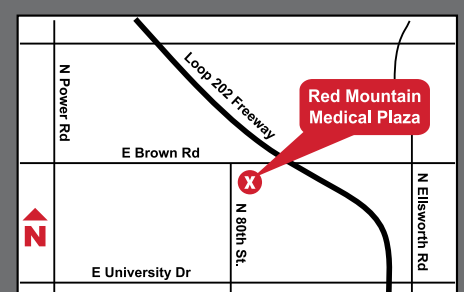 N Power Rd
Loop 202 Freeway
Red Mountain
Medical Plaza
E Brown Rd
X
N 80th St.
N Ellsworth Rd
N
E University Dr